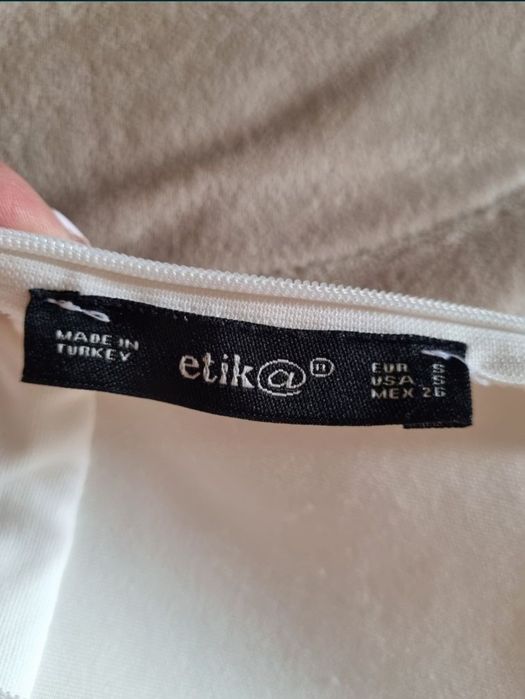 MADE IN
TURKEY
etik@®
EUR S
USA S
MEX 26